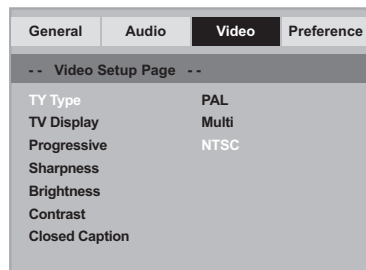 General Audio Video Preference
-- Video Setup Page --
TY Type PAL
TV Display Multi
Progressive NTSC
Sharpness
Brightness
Contrast
Closed Caption